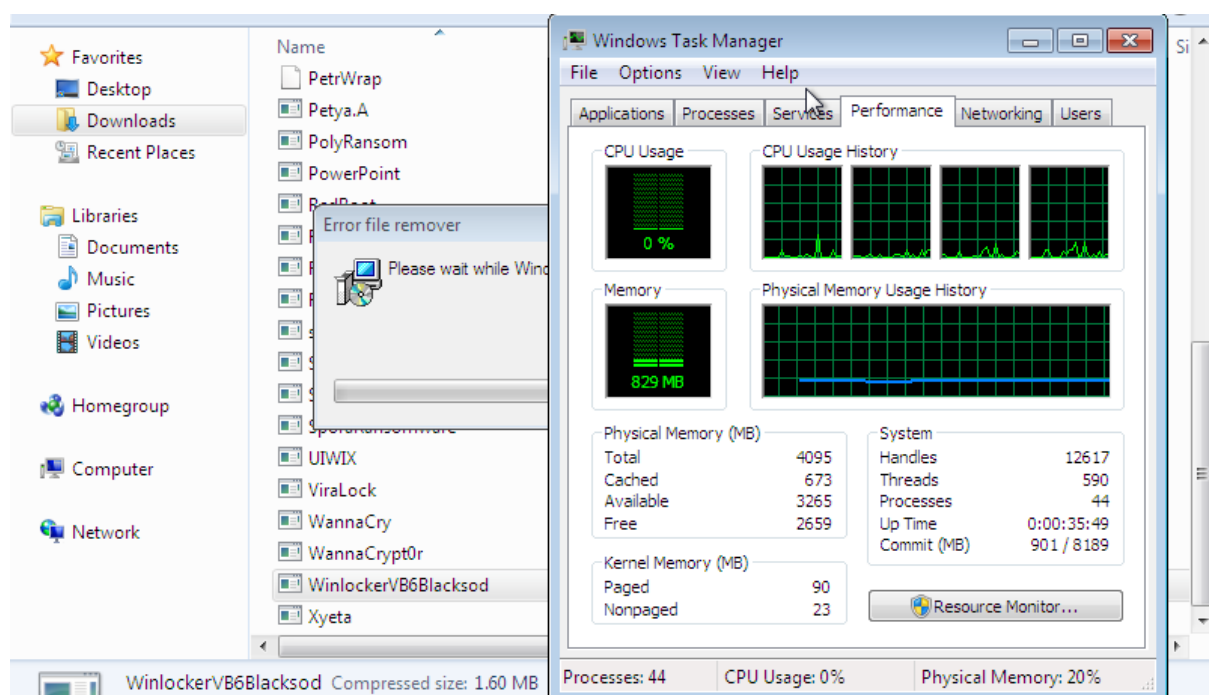 Favorites
Desktop
Downloads
Recent Places
Libraries
Documents
Music
Pictures
Videos
Homegroup
Computer
Network
Name
PetrWrap
Petya.A
PolyRansom
PowerPoint
UIWIX
ViraLock
WannaCry
WannaCrypt0r
WinlockerVB6Blacksod
Xyeta
Error file remover
Please wait while Wind
Si
Windows Task Manager
File Options View Help
Applications Processes Services Performance Networking Users
CPU Usage
0 %
CPU Usage History
Memory
829 MB
Physical Memory Usage History
Physical Memory (MB)
Total 4095
Cached 673
Available 3265
Free 2659
System
Handles 12617
Threads 590
Processes 44
Up Time 0:00:35:49
Commit (MB) 901 / 8189
Kernel Memory (MB)
Paged 90
Nonpaged 23
Resource Monitor...
Processes: 44 CPU Usage: 0% Physical Memory: 20%
WinlockerVB6Blacksod Compressed size: 1.60 MB